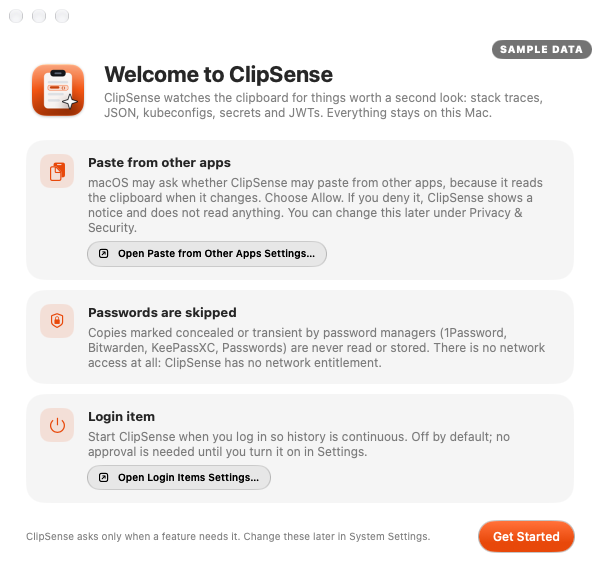 SAMPLE DATA
Welcome to ClipSense
ClipSense watches the clipboard for things worth a second look: stack traces,
JSON, kubeconfigs, secrets and JWTs. Everything stays on this Mac.
Paste from other apps
macOS may ask whether ClipSense may paste from other apps, because it reads
the clipboard when it changes. Choose Allow. If you deny it, ClipSense shows a
notice and does not read anything. You can change this later under Privacy &
Security.
Open Paste from Other Apps Settings...
Passwords are skipped
Copies marked concealed or transient by password managers (1Password,
Bitwarden, KeePassXC, Passwords) are never read or stored. There is no network
access at all: ClipSense has no network entitlement.
Login item
Start ClipSense when you log in so history is continuous. Off by default; no
approval is needed until you turn it on in Settings.
Open Login Items Settings...
ClipSense asks only when a feature needs it. Change these later in System Settings.
Get Started